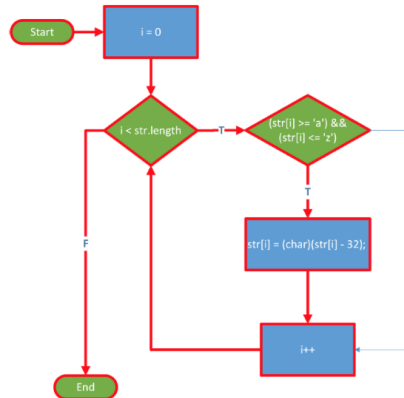 Start
i = 0
i < str.length
T
(str[i] >= 'a') &&
(str[i] <= 'z')
T
F
str[i] = (char)(str[i] - 32);
i++
End